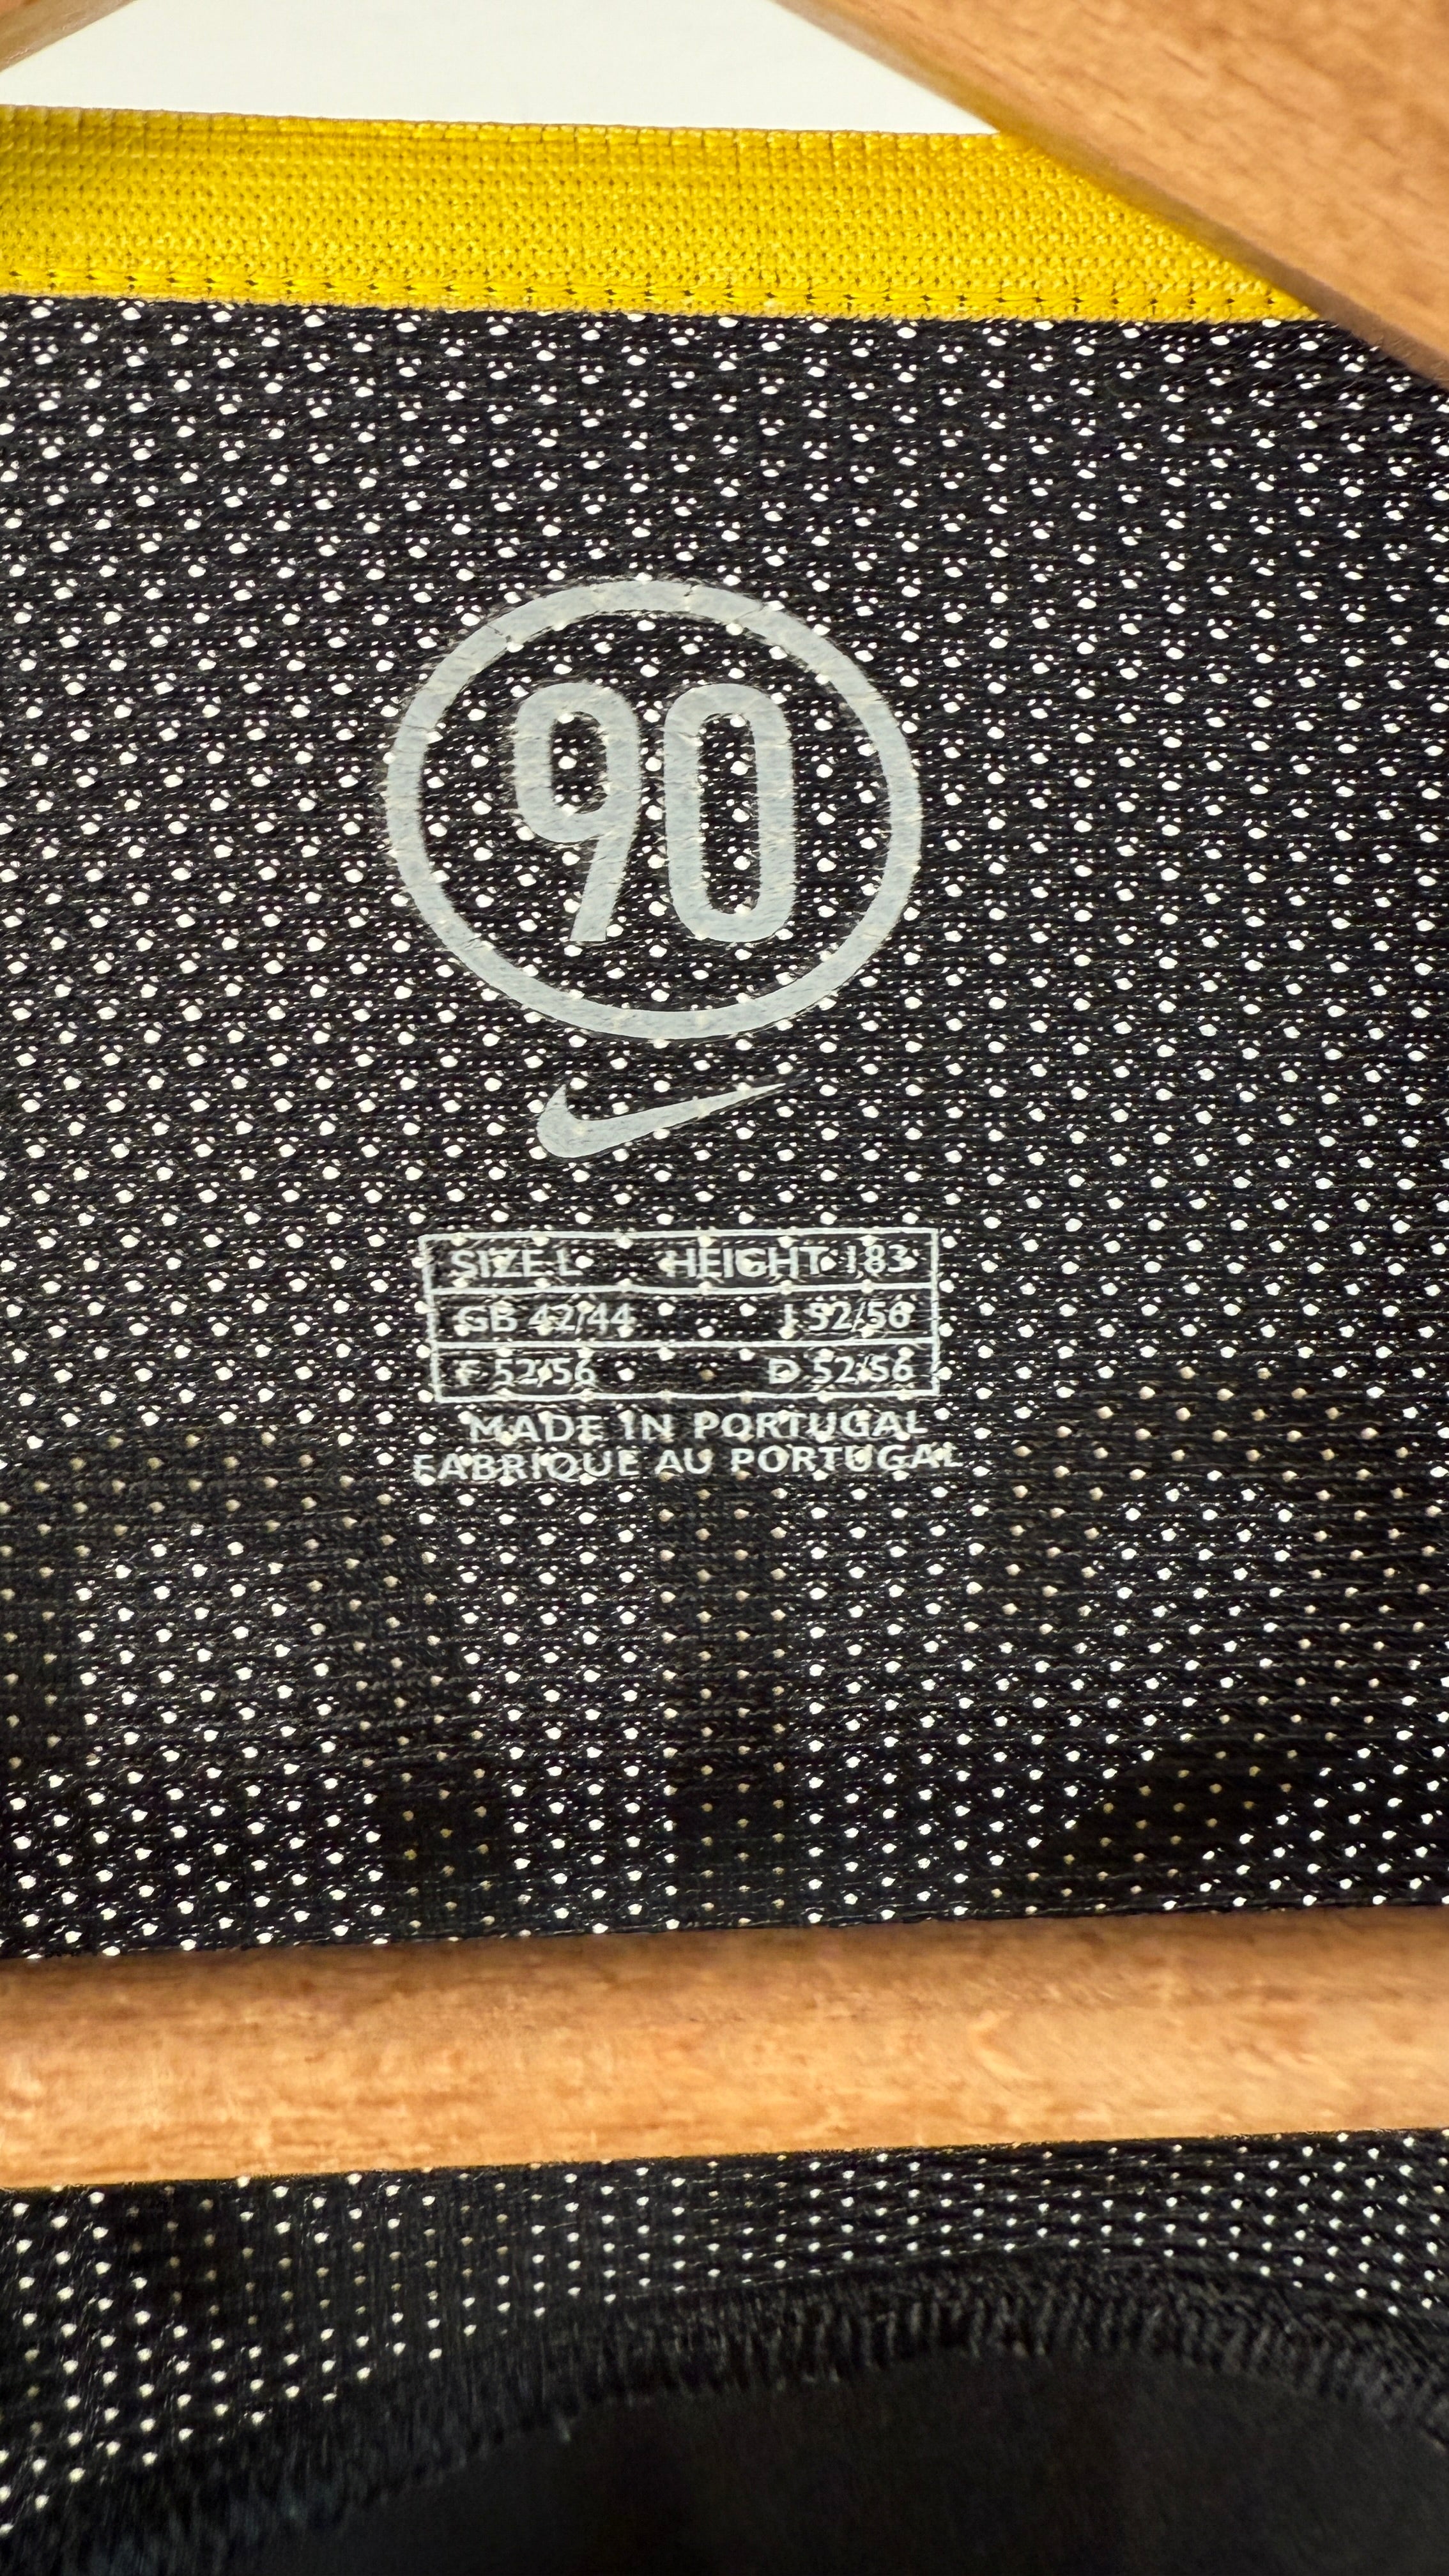 90
SIZE L HEIGHT 183
GB 42/44 I 52/56
F 52/56 D 52/56
MADE IN PORTUGAL
FABRIQUE AU PORTUGAL